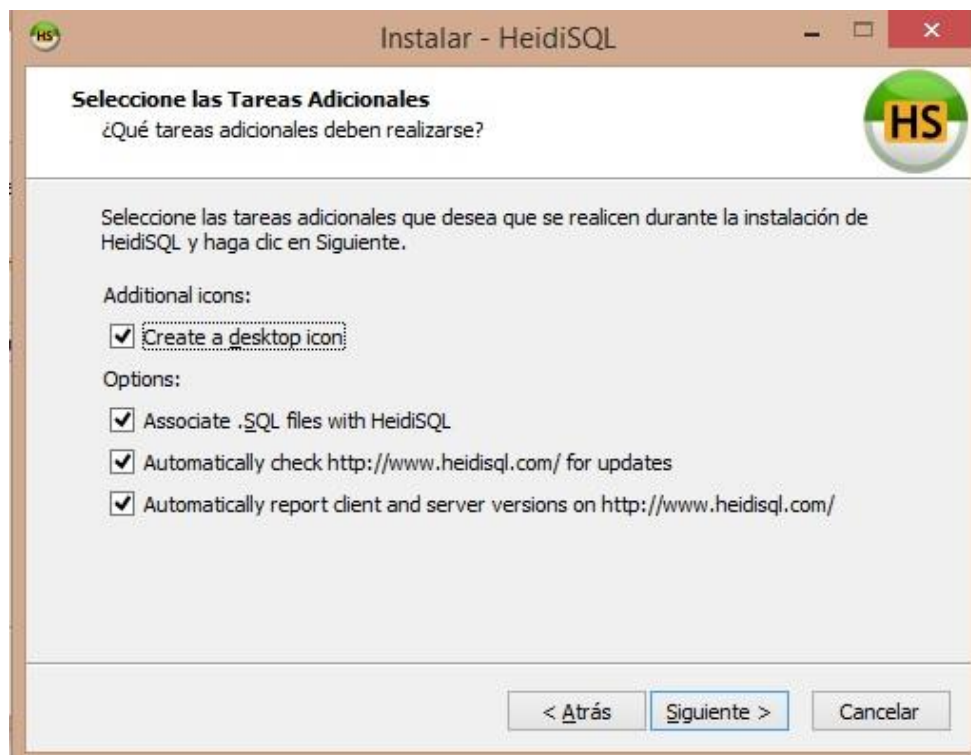 HS
Instalar - HeidiSQL
Seleccione las Tareas Adicionales
¿Qué tareas adicionales deben realizarse?
HS
Seleccione las tareas adicionales que desea que se realicen durante la instalación de
HeidiSQL y haga clic en Siguiente.
Additional icons:
Create a desktop icon
Options:
Associate .SQL files with HeidiSQL
Automatically check http://www.heidisql.com/ for updates
Automatically report client and server versions on http://www.heidisql.com/
< Atrás
Siguiente >
Cancelar